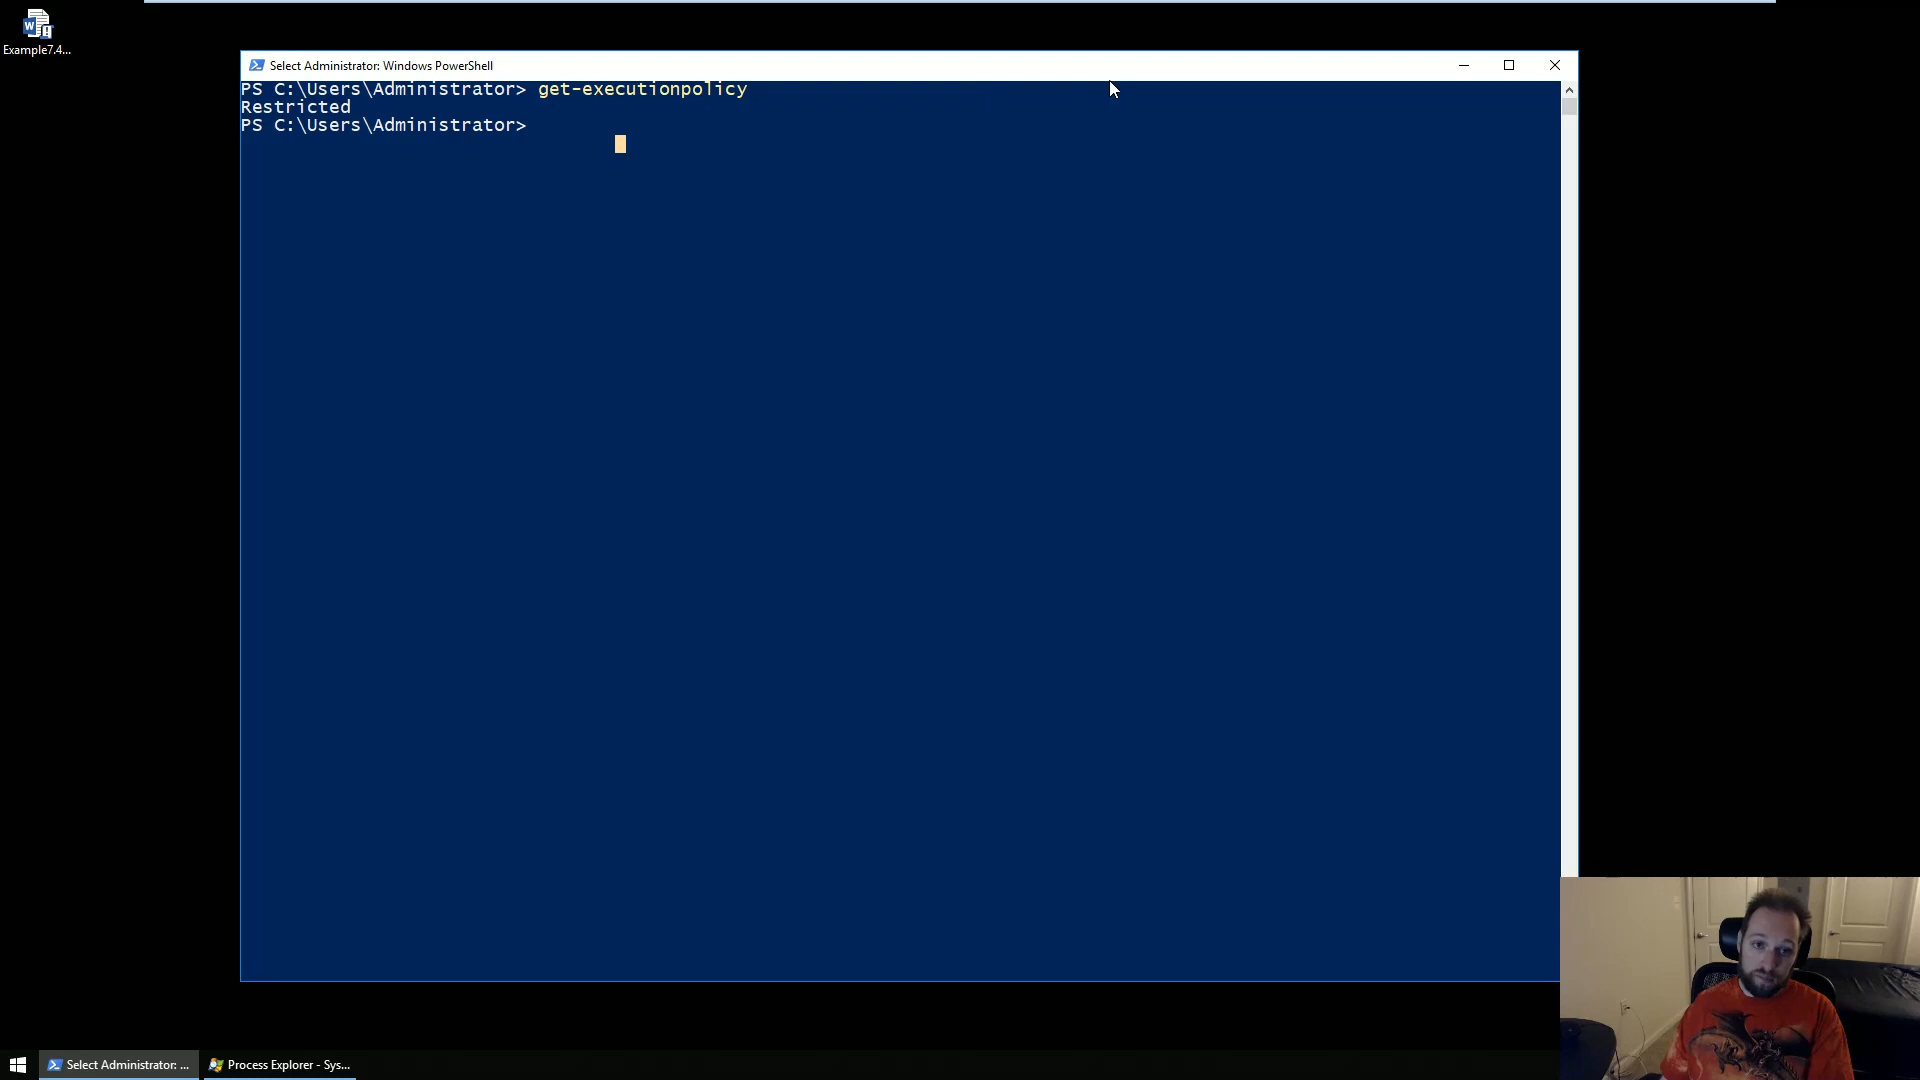 Example7.4...
Select Administrator: Windows PowerShell
PS C:\Users\Administrator> get-executionpolicy
Restricted
PS C:\Users\Administrator>
Select Administrator: ...
Process Explorer - Sys...